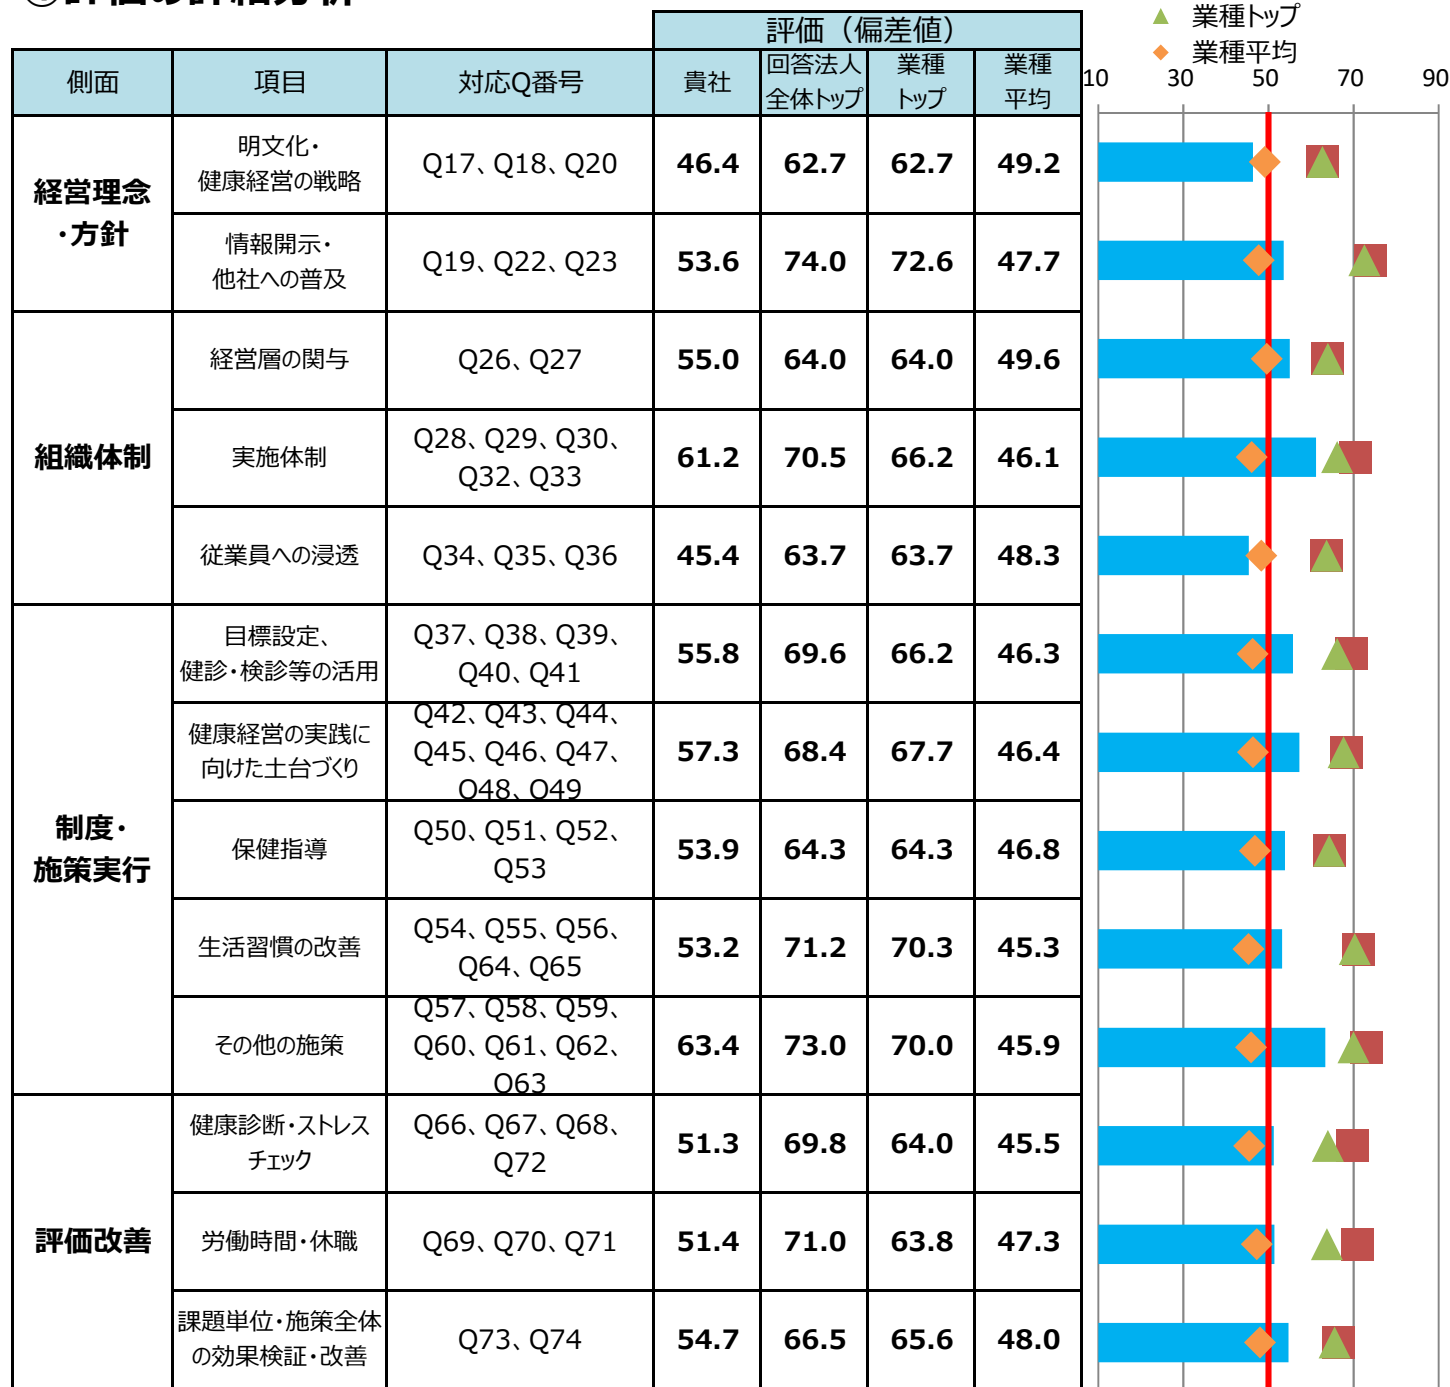 ②評価の詳細分析
▲ 業種トップ
◆ 業種平均
評価（偏差値）
側面 項目 対応Q番号 貴社 回答法人 業種 業種
全体トップ トップ 平均
10 30 50 70 90
経営理念
・方針
明文化・
健康経営の戦略
Q17、Q18、Q20 46.4 62.7 62.7 49.2
情報開示・
他社への普及
Q19、Q22、Q23 53.6 74.0 72.6 47.7
組織体制
経営層の関与 Q26、Q27 55.0 64.0 64.0 49.6
実施体制
Q28、Q29、Q30、
Q32、Q33
61.2 70.5 66.2 46.1
従業員への浸透 Q34、Q35、Q36 45.4 63.7 63.7 48.3
制度・
施策実行
目標設定、
健診・検診等の活用
Q37、Q38、Q39、
Q40、Q41
55.8 69.6 66.2 46.3
健康経営の実践に
向けた土台づくり
Q42、Q43、Q44、
Q45、Q46、Q47、
Q48、Q49
57.3 68.4 67.7 46.4
保健指導
Q50、Q51、Q52、
Q53
53.9 64.3 64.3 46.8
生活習慣の改善
Q54、Q55、Q56、
Q64、Q65
53.2 71.2 70.3 45.3
その他の施策
Q57、Q58、Q59、
Q60、Q61、Q62、
Q63
63.4 73.0 70.0 45.9
評価改善
健康診断・ストレス
チェック
Q66、Q67、Q68、
Q72
51.3 69.8 64.0 45.5
労働時間・休職 Q69、Q70、Q71 51.4 71.0 63.8 47.3
課題単位・施策全体
の効果検証・改善
Q73、Q74 54.7 66.5 65.6 48.0